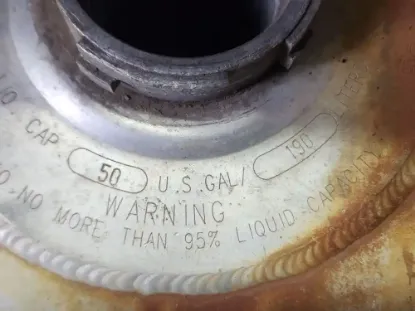 CAP 50 U.S.GAL/ 190
WARNING
NO MORE THAN 95% LIQUID CAPACITY